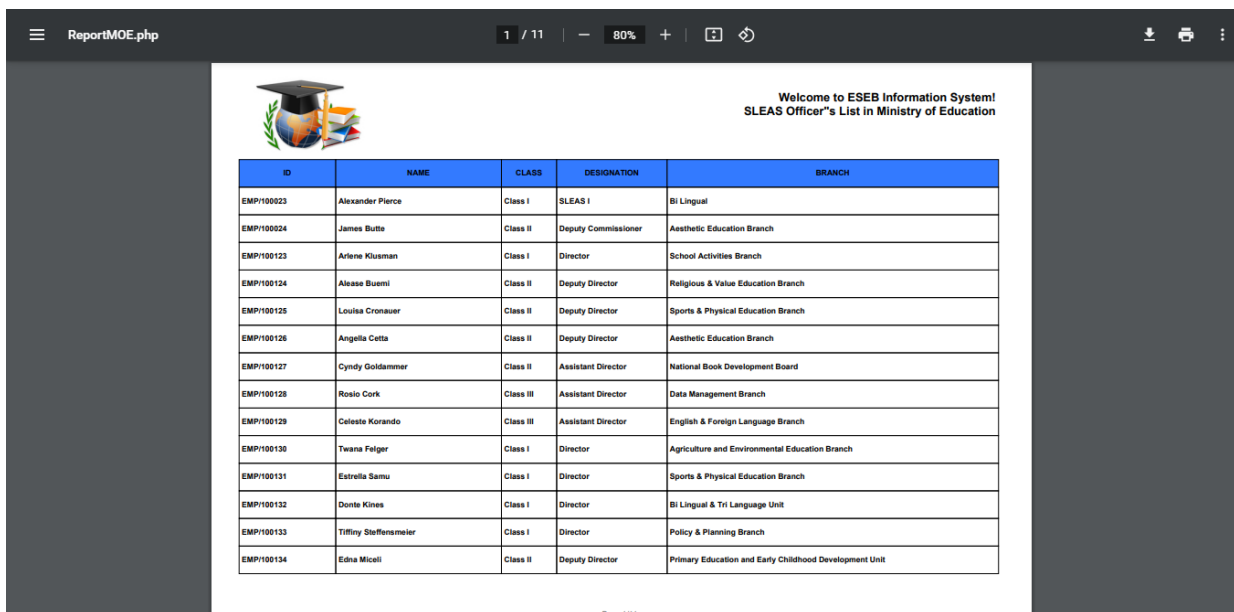 ReportMOE.php 1 / 11 80%
Welcome to ESEB Information System!
SLEAS Officer"s List in Ministry of Education
ID NAME CLASS DESIGNATION BRANCH
EMP/100023 Alexander Pierce Class I SLEAS I Bi Lingual
EMP/100024 James Butte Class II Deputy Commissioner Aesthetic Education Branch
EMP/100123 Arlene Klusman Class I Director School Activities Branch
EMP/100124 Alease Buemi Class II Deputy Director Religious & Value Education Branch
EMP/100125 Louisa Cronauer Class II Deputy Director Sports & Physical Education Branch
EMP/100126 Angella Cetta Class II Deputy Director Aesthetic Education Branch
EMP/100127 Cyndy Goldammer Class II Assistant Director National Book Development Board
EMP/100128 Rosio Cork Class III Assistant Director Data Management Branch
EMP/100129 Celeste Korando Class III Assistant Director English & Foreign Language Branch
EMP/100130 Twana Felger Class I Director Agriculture and Environmental Education Branch
EMP/100131 Estrella Samu Class I Director Sports & Physical Education Branch
EMP/100132 Donte Kines Class I Director Bi Lingual & Tri Language Unit
EMP/100133 Tiffiny Steffensmeier Class I Director Policy & Planning Branch
EMP/100134 Edna Miceli Class II Deputy Director Primary Education and Early Childhood Development Unit